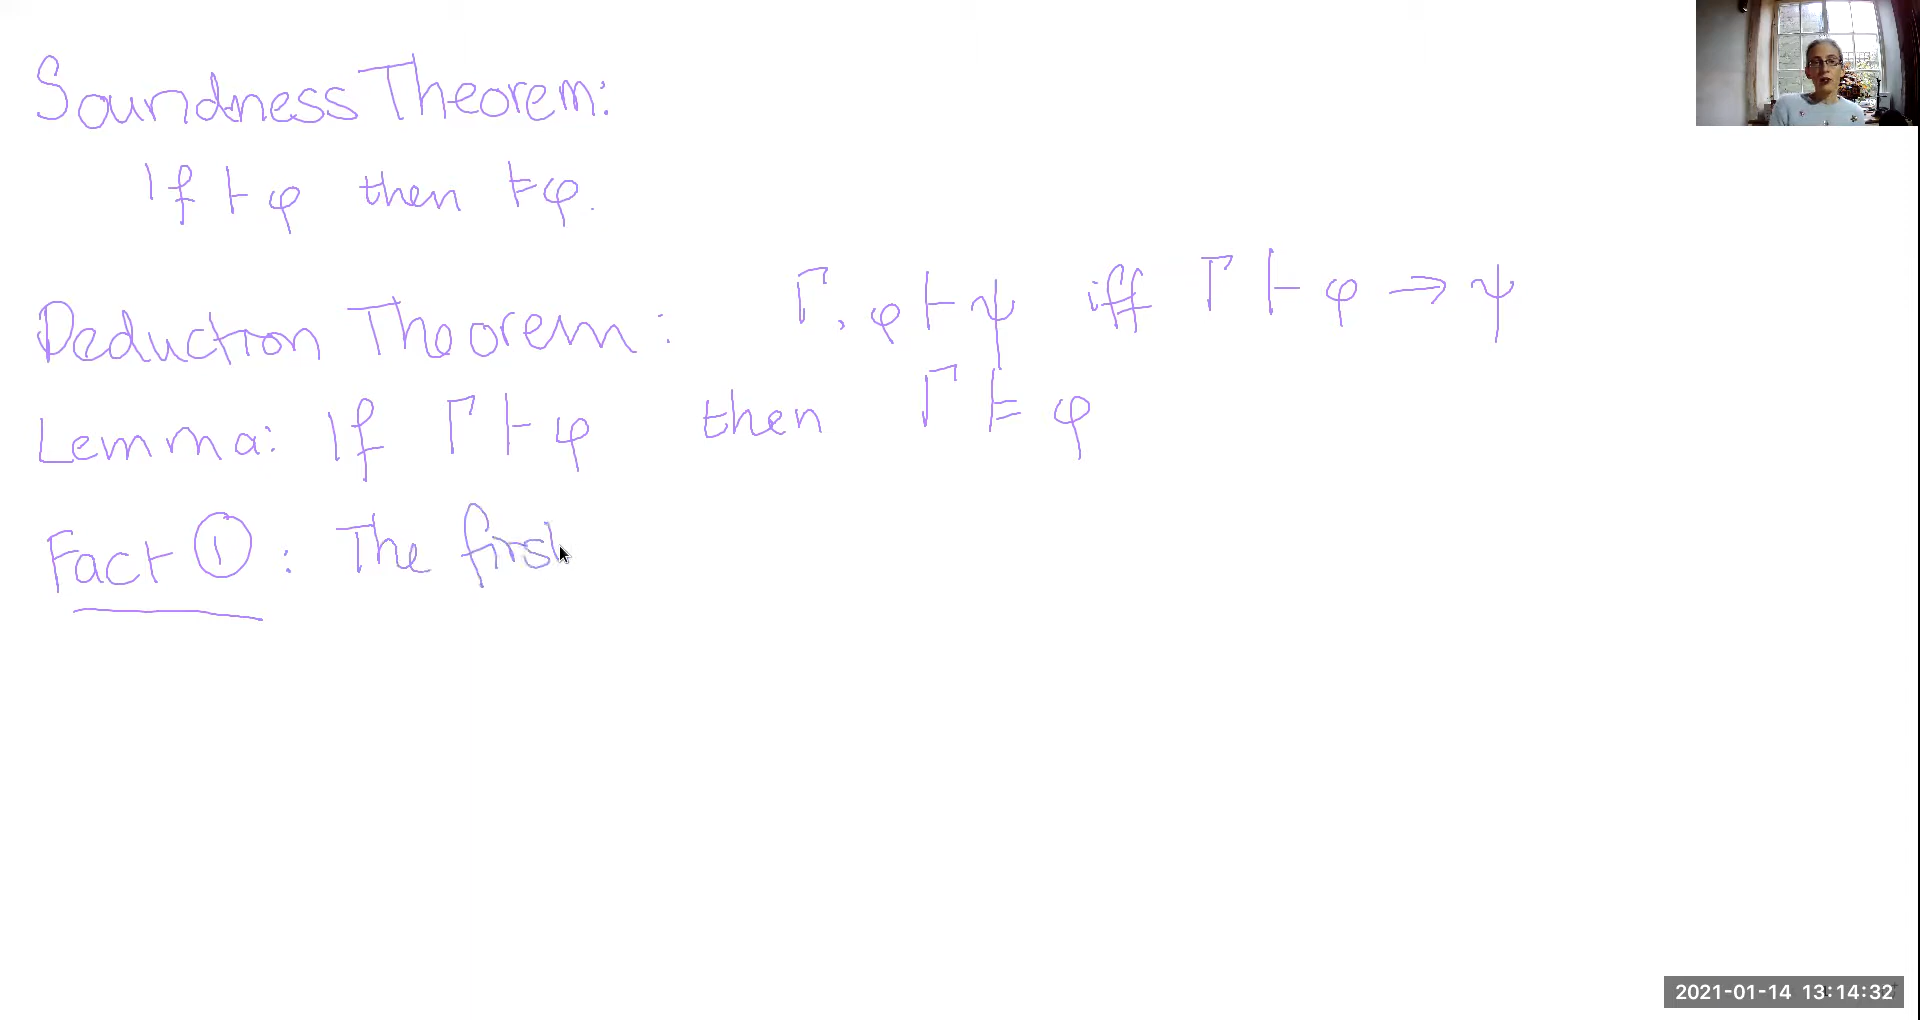 Soundness Theorem:
If ⊢ φ then ⊨ φ.
Deduction Theorem: Γ, φ ⊢ ψ iff Γ ⊢ φ → ψ
Lemma: If Γ ⊢ φ then Γ ⊨ φ
Fact ①: The first
2021-01-14 13:14:32